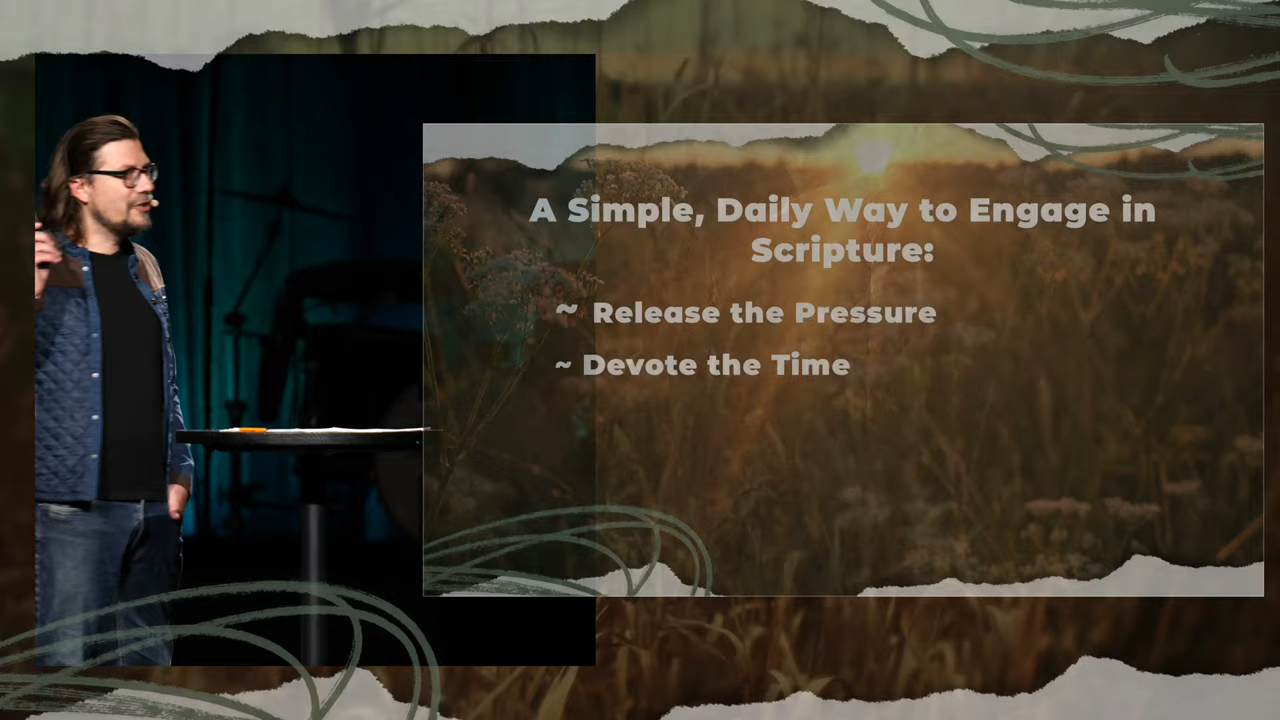 A Simple, Daily Way to Engage in
Scripture:
~ Release the Pressure
~ Devote the Time